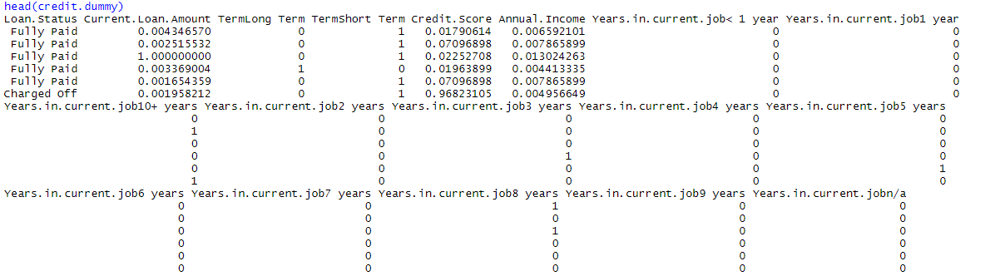 head(credit.dummy)
Loan.Status Current.Loan.Amount TermLong Term TermShort Term Credit.Score Annual.Income Years.in.current.job< 1 year Years.in.current.job1 year
Fully Paid 0.004346570 0 1 0.01790614 0.006592101 0 0
Fully Paid 0.002515532 0 1 0.07096898 0.007865899 0 0
Fully Paid 1.000000000 0 1 0.02252708 0.013024263 0 0
Fully Paid 0.003369004 1 0 0.01963899 0.004413335 0 0
Fully Paid 0.001654359 0 1 0.07096898 0.007865899 0 0
Charged Off 0.001958212 0 1 0.96823105 0.004956649 0 0
Years.in.current.job10+ years Years.in.current.job2 years Years.in.current.job3 years Years.in.current.job4 years Years.in.current.job5 years
0 0 0 0 0
1 0 0 0 0
0 0 0 0 0
0 0 1 0 0
0 0 0 0 1
1 0 0 0 0
Years.in.current.job6 years Years.in.current.job7 years Years.in.current.job8 years Years.in.current.job9 years Years.in.current.jobn/a
0 0 1 0 0
0 0 0 0 0
0 0 1 0 0
0 0 0 0 0
0 0 0 0 0
0 0 0 0 0